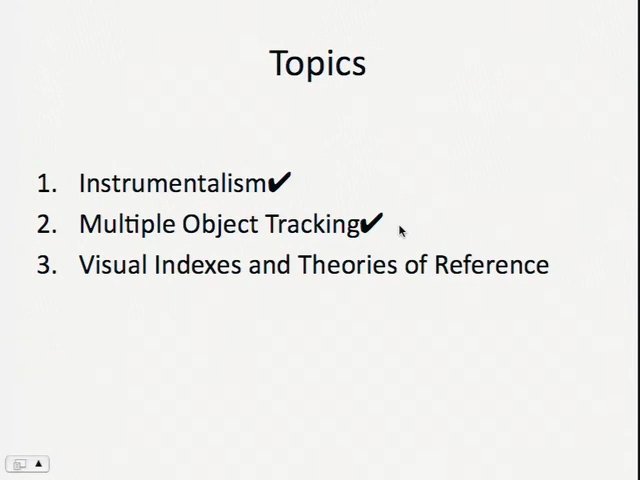 Topics
1. Instrumentalism✔
2. Multiple Object Tracking✔
3. Visual Indexes and Theories of Reference